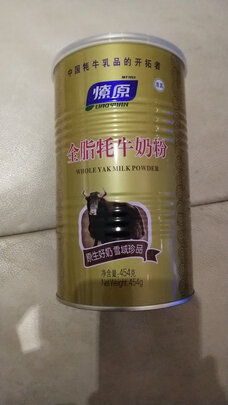 中国牦牛乳品的开拓者
燎原
LIAOYUAN
全脂牦牛奶粉
WHOLE YAK MILK POWDER
原生好奶 雪域珍品
净含量:454克
Net Weight:454g